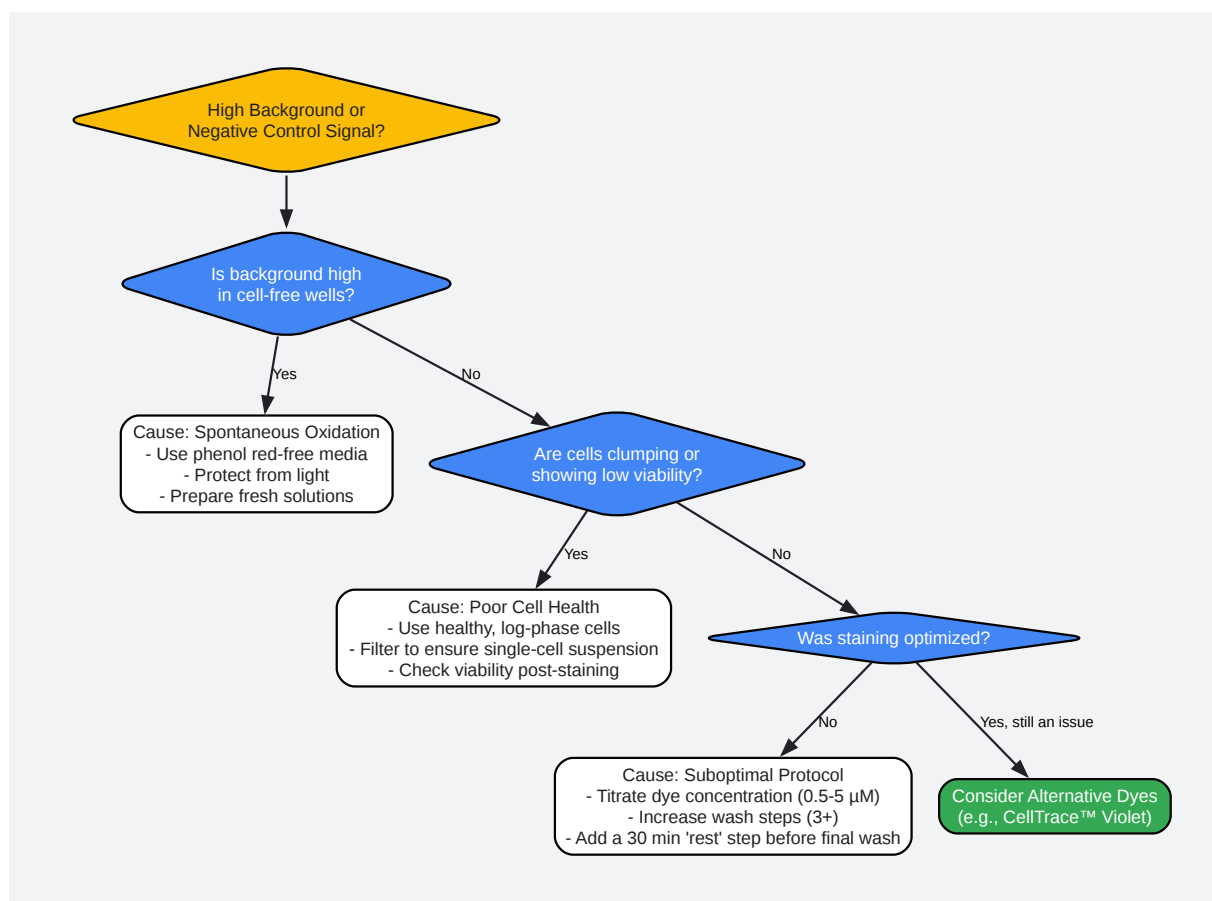 High Background or
Negative Control Signal?
Is background high
in cell-free wells?
Yes
No
Cause: Spontaneous Oxidation
- Use phenol red-free media
- Protect from light
- Prepare fresh solutions
Are cells clumping or
showing low viability?
Yes
No
Cause: Poor Cell Health
- Use healthy, log-phase cells
- Filter to ensure single-cell suspension
- Check viability post-staining
Was staining optimized?
No
Yes, still an issue
Cause: Suboptimal Protocol
- Titrate dye concentration (0.5-5 µM)
- Increase wash steps (3+)
- Add a 30 min 'rest' step before final wash
Consider Alternative Dyes
(e.g., CellTrace™ Violet)